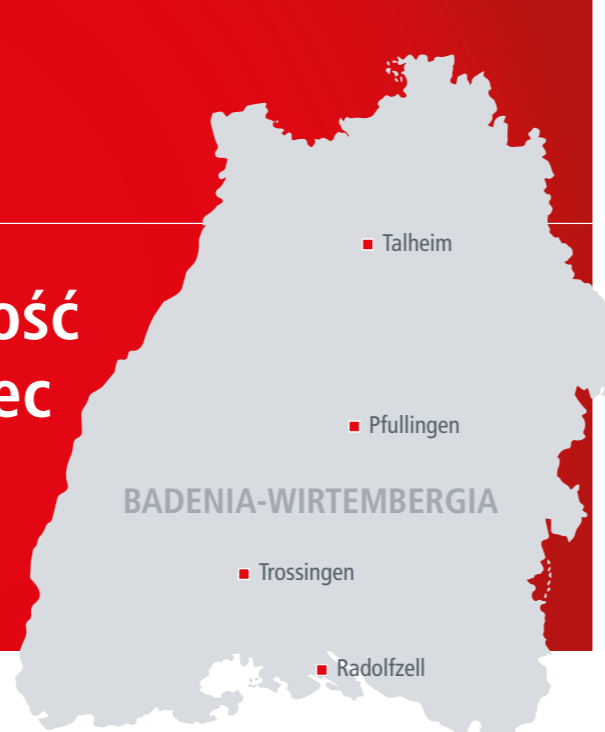 Talheim
ość
ec
Pfullingen
BADENIA-WIRTEMBERGIA
Trossingen
Radolfzell